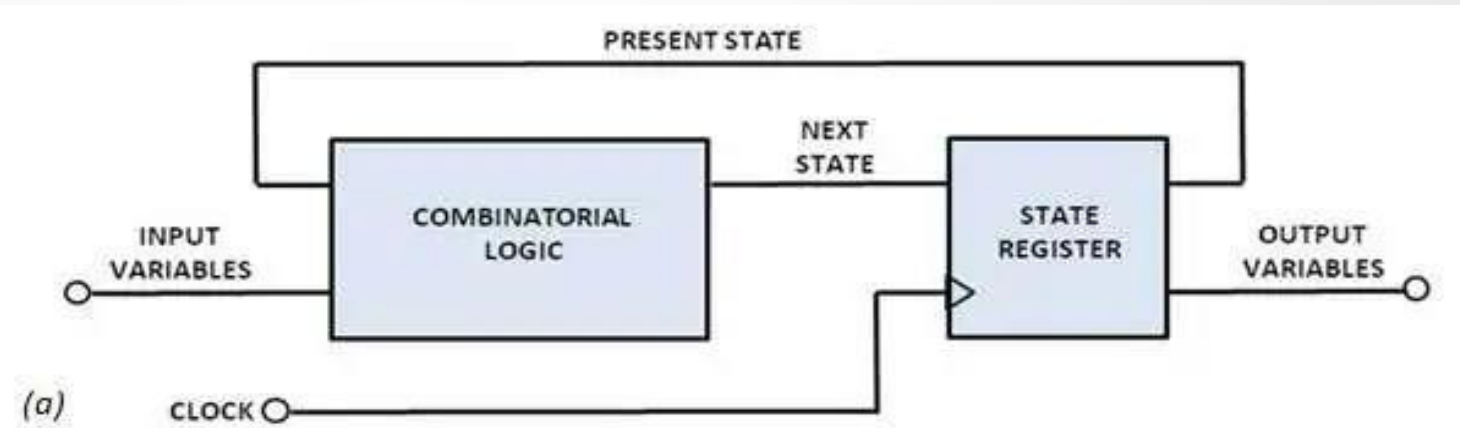 PRESENT STATE
NEXT
STATE
COMBINATORIAL
LOGIC
STATE
REGISTER
INPUT
VARIABLES
OUTPUT
VARIABLES
(a)
CLOCK